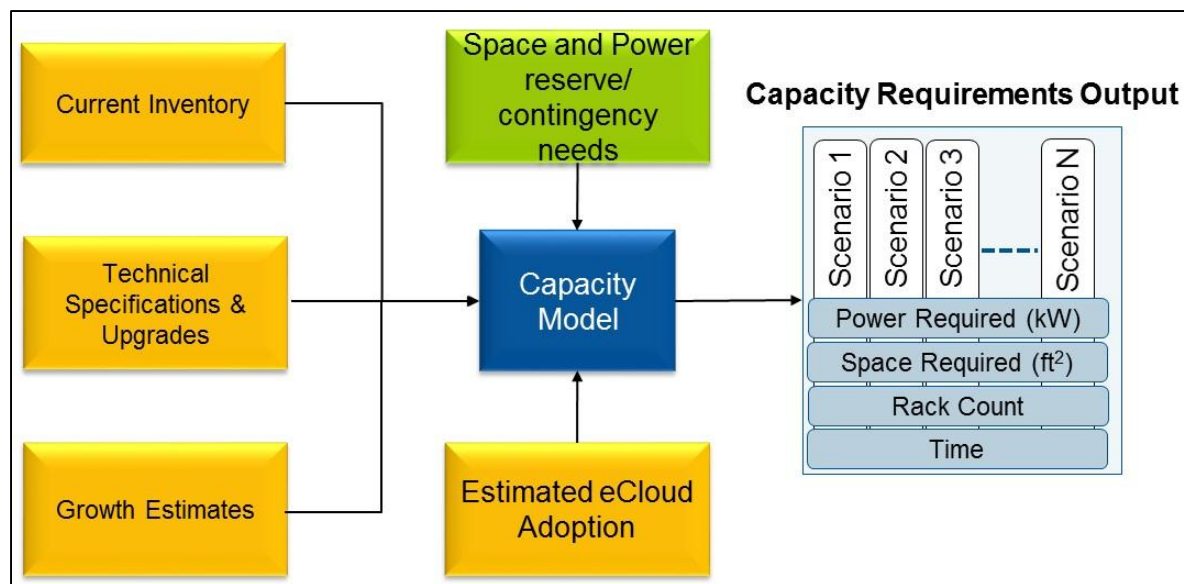 Current Inventory
Technical
Specifications &
Upgrades
Growth Estimates
Space and Power
reserve/
contingency
needs
Capacity
Model
Estimated eCloud
Adoption
Capacity Requirements Output
Scenario 1
Scenario 2
Scenario 3
Scenario N
Power Required (kW)
Space Required (ft²)
Rack Count
Time